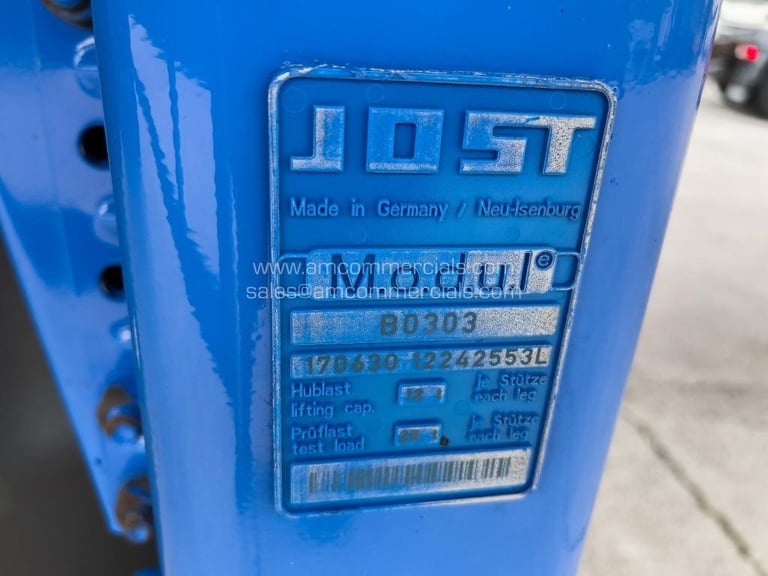 JOST
Made in Germany / Neu-Isenburg
Modul®
www.amcommercials.com
sales@amcommercials.com
B0303
170630 12242553L
Hublast je Stütze
lifting cap. each leg
Prüflast je Stütze
test load each leg